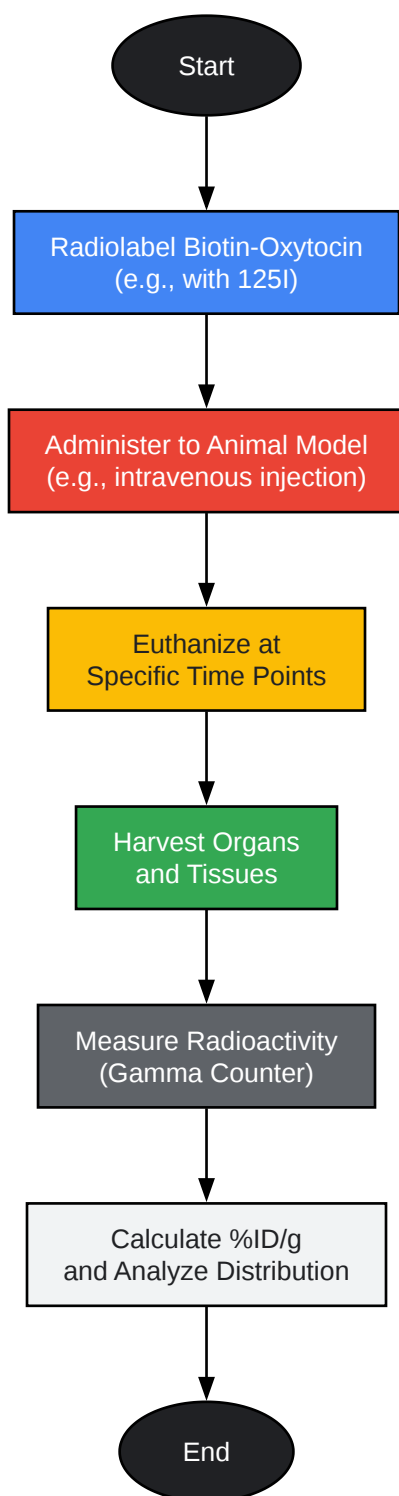 Start
Radiolabel Biotin-Oxytocin
(e.g., with 125I)
Administer to Animal Model
(e.g., intravenous injection)
Euthanize at
Specific Time Points
Harvest Organs
and Tissues
Measure Radioactivity
(Gamma Counter)
Calculate %ID/g
and Analyze Distribution
End